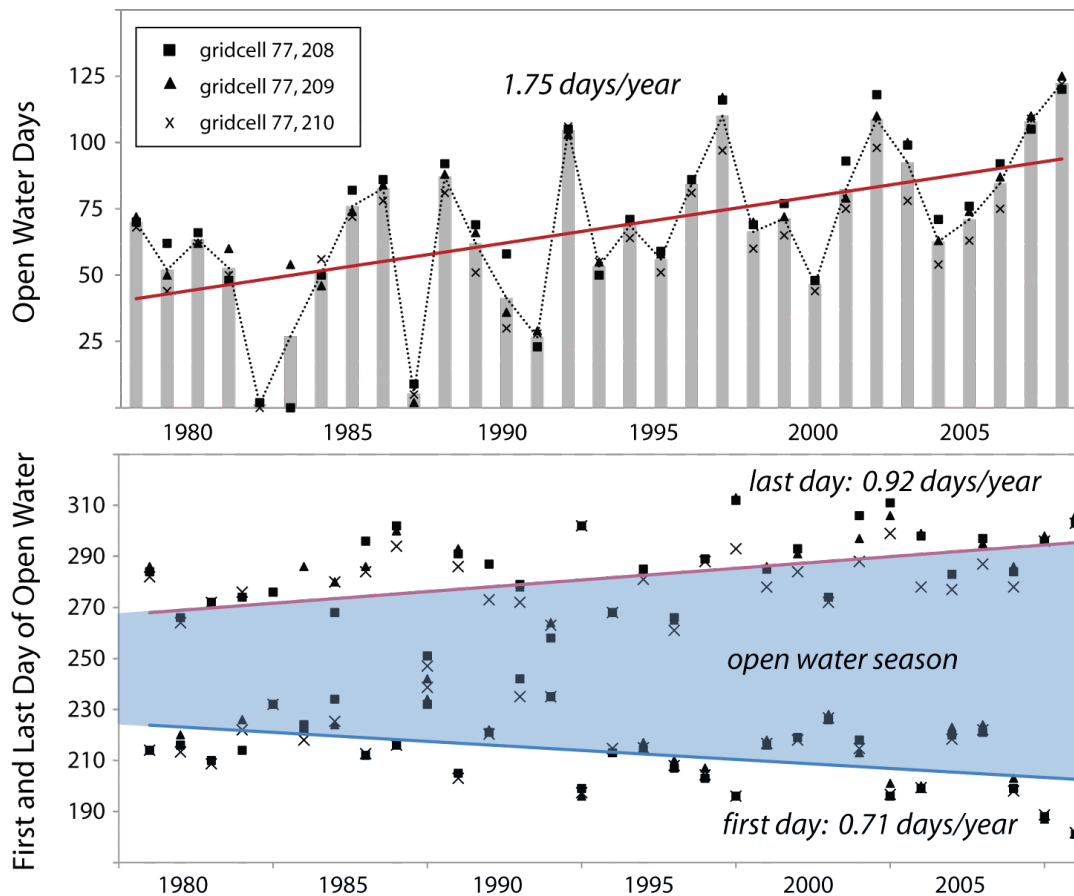 gridcell 77, 208
gridcell 77, 209
gridcell 77, 210
1.75 days/year
Open Water Days
125
100
75
50
25
1980 1985 1990 1995 2000 2005
First and Last Day of Open Water
310
290
270
250
230
210
190
last day: 0.92 days/year
open water season
first day: 0.71 days/year
1980 1985 1990 1995 2000 2005